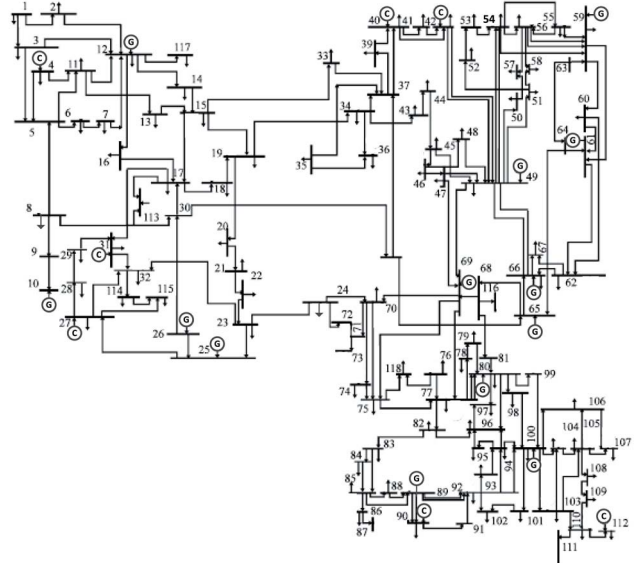 1 2 C 40 C 41 42 53 54 55 56 59 G
3 12 G 117 39 52 57 58 63
C 4 11 14 33 37 44 50 51 60
5 6 7 13 15 34 43 64 G 61
16 19 35 36 45 48 G
17 18 46 47 49
8 113 30
31 C 20 69 68 66 67 62
9 29 32 21 22 G 116 G 65
10 28 114 115 24 70 G
G 27 C 26 G 25 G 23 72 71 79
73 118 76 78 81
74 75 77 80 G 99
97 98 106
82 96 100 104 105
83 95 94 107
84 G 108
85 88 G 89 92 93 103 109
86 90 C 91 102 101 110 C 112
87 111